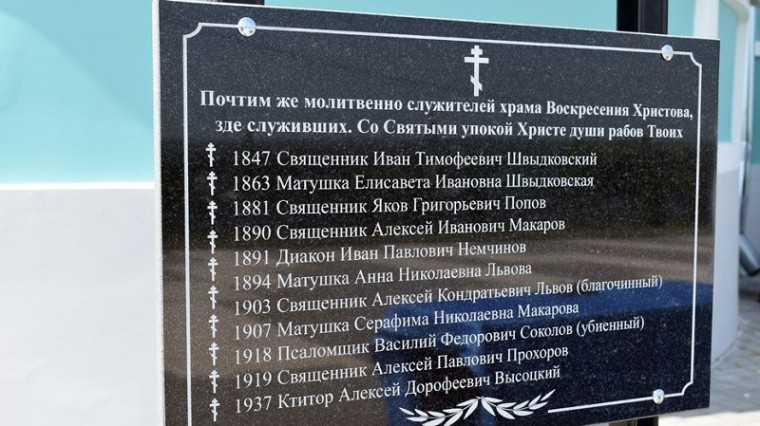 Почтим же молитвенно служителей храма Воскресения Христова,
зде служивших. Со Святыми упокой Христе души рабов Твоих
1847 Священник Иван Тимофеевич Швыдковский
1863 Матушка Елисавета Ивановна Швыдковская
1881 Священник Яков Григорьевич Попов
1890 Священник Алексей Иванович Макаров
1891 Диакон Иван Павлович Немчинов
1894 Матушка Анна Николаевна Львова
1903 Священник Алексей Кондратьевич Львов (благочинный)
1907 Матушка Серафима Николаевна Макарова
1918 Псаломщик Василий Федорович Соколов (убиенный)
1919 Священник Алексей Павлович Прохоров
1937 Ктитор Алексей Дорофеевич Высоцкий